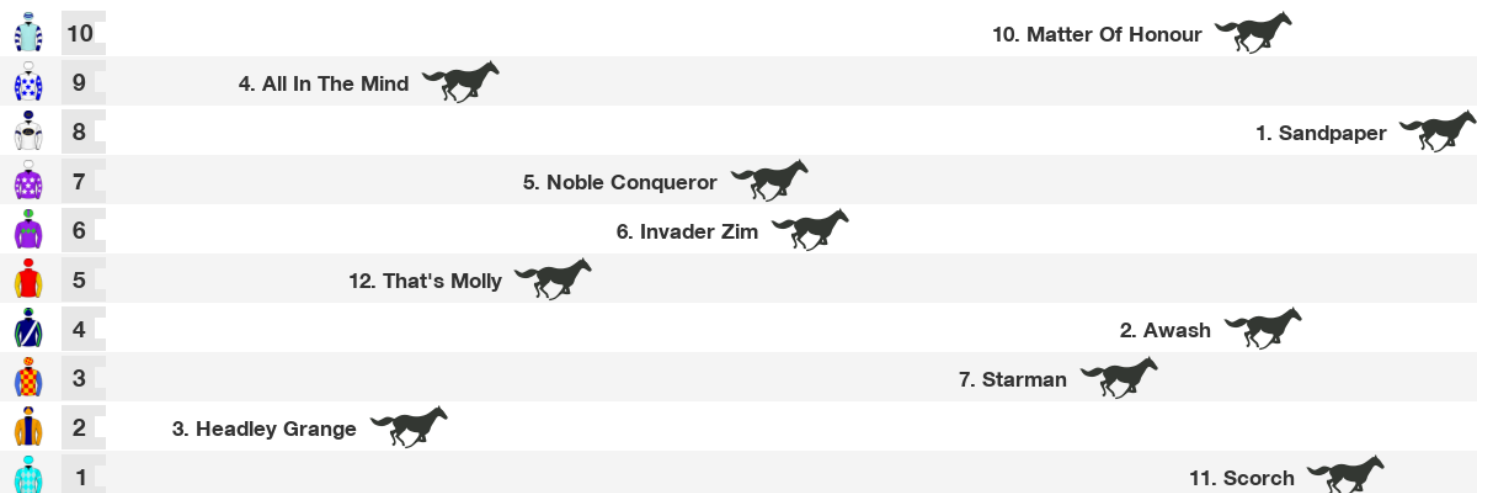 10 10. Matter Of Honour
9 4. All In The Mind
8 1. Sandpaper
7 5. Noble Conqueror
6 6. Invader Zim
5 12. That's Molly
4 2. Awash
3 7. Starman
2 3. Headley Grange
1 11. Scorch